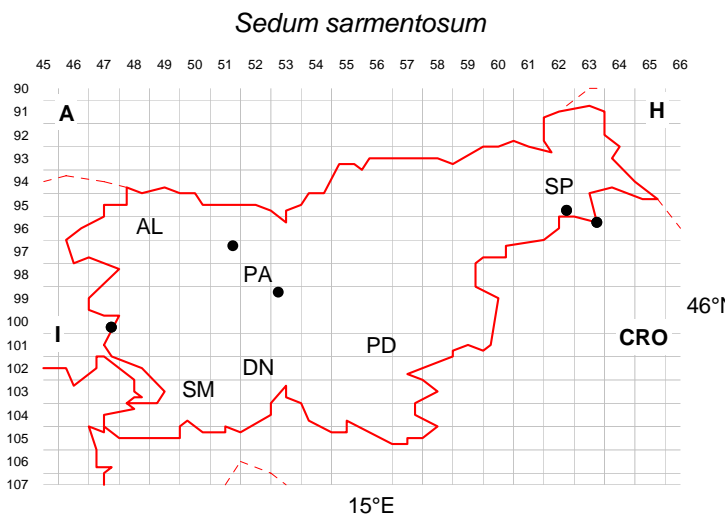 Sedum sarmentosum
45 46 47 48 49 50 51 52 53 54 55 56 57 58 59 60 61 62 63 64 65 66
90
91
A H
92
93
94
SP
95
96
AL
97
98
PA
99
46°N
100
I CRO
101
PD
102
DN
103
SM
104
105
106
107
15°E